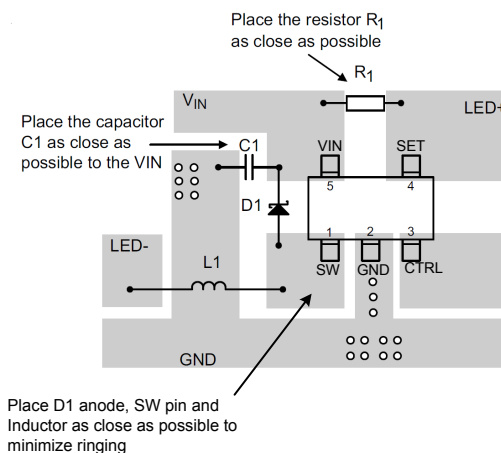 Place the resistor R1
as close as possible
R1
VIN
LED+
Place the capacitor
C1 as close as
possible to the VIN
C1
VIN
SET
5
4
D1
1
2
3
LED-
L1
SW
GND
CTRL
GND
Place D1 anode, SW pin and
Inductor as close as possible to
minimize ringing